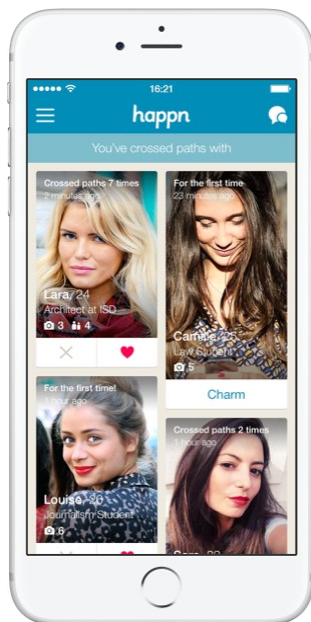 16:21
happn
You've crossed paths with
Crossed paths 7 times
2 minutes ago
Lara, 24
Architect at ISD
3 4
For the first time
23 minutes ago
Camille, 25
Law Student
5
Charm
For the first time!
1 hour ago
Louise, 26
Journalism Student
6
Crossed paths 2 times
1 hour ago